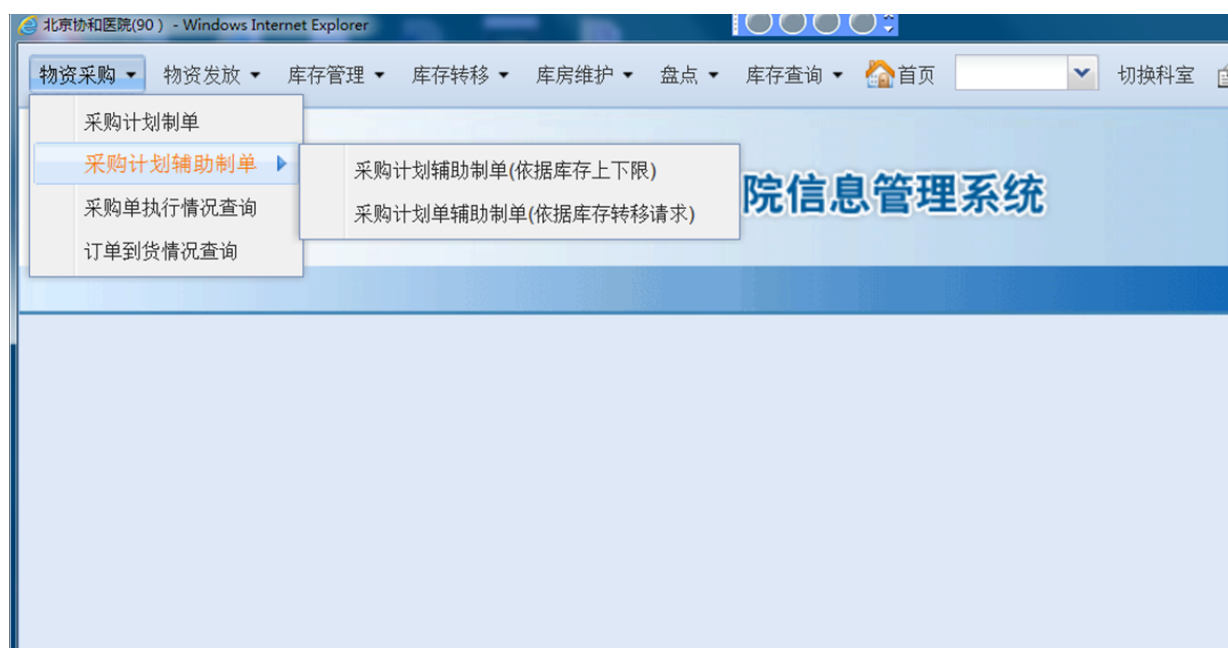 北京协和医院(90 ) - Windows Internet Explorer
物资采购 物资发放 库存管理 库存转移 库房维护 盘点 库存查询 首页 切换科室
采购计划制单
采购计划辅助制单
采购单执行情况查询
订单到货情况查询
采购计划辅助制单(依据库存上下限)
采购计划单辅助制单(依据库存转移请求)
院信息管理系统